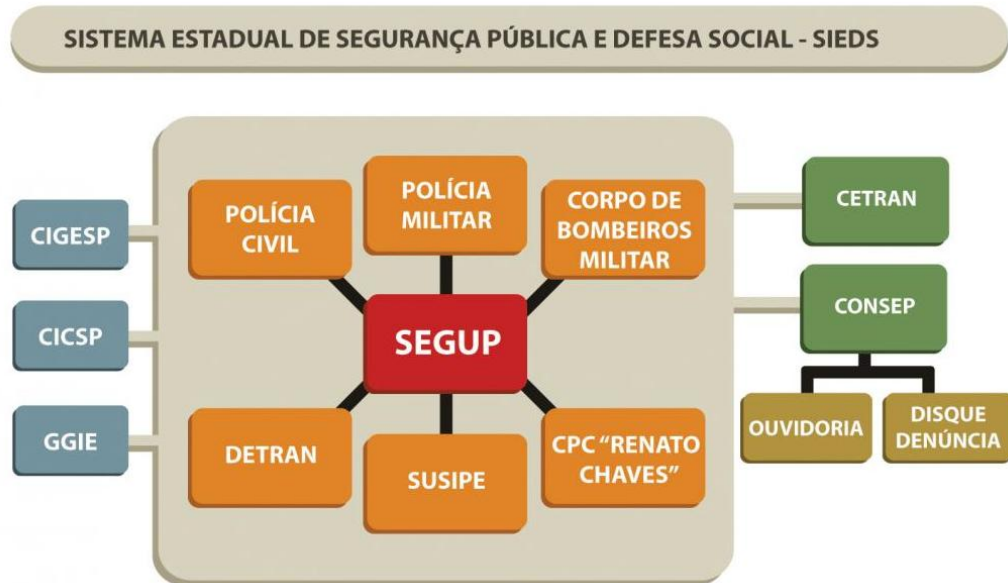 SISTEMA ESTADUAL DE SEGURANÇA PÚBLICA E DEFESA SOCIAL - SIEDS
CIGESP
CICSP
GGIE
POLÍCIA
CIVIL
POLÍCIA
MILITAR
CORPO DE
BOMBEIROS
MILITAR
SEGUP
DETRAN
SUSIPE
CPC “RENATO
CHAVES”
CETRAN
CONSEP
OUVIDORIA
DISQUE
DENÚNCIA